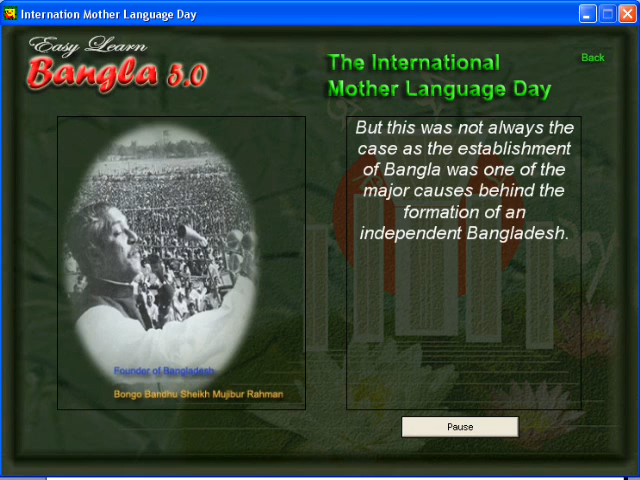 Internation Mother Language Day
Easy Learn
Bangla 5.0
The International
Mother Language Day
Back
But this was not always the
case as the establishment
of Bangla was one of the
major causes behind the
formation of an
independent Bangladesh.
Founder of Bangladesh
Bongo Bandhu Sheikh Mujibur Rahman
Pause